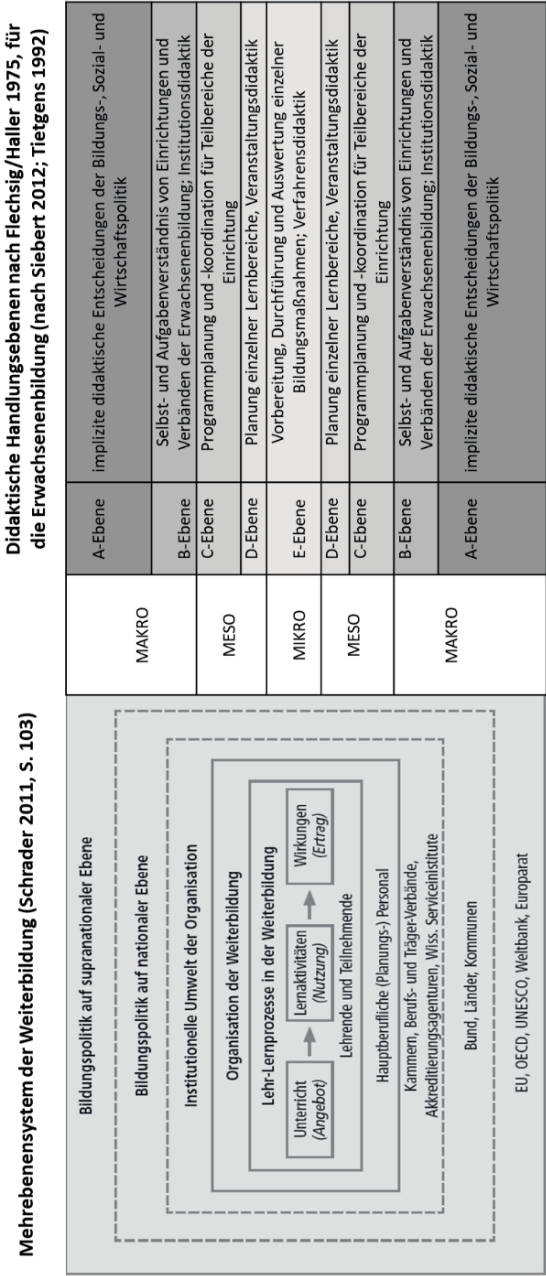 Mehrebenensystem der Weiterbildung (Schrader 2011, S. 103)
Bildungspolitik auf supranationaler Ebene
Bildungspolitik auf nationaler Ebene
Institutionelle Umwelt der Organisation
Organisation der Weiterbildung
Lehr-Lernprozesse in der Weiterbildung
Unterricht
(Angebot)
Lernaktivitäten
(Nutzung)
Wirkungen
(Ertrag)
Lehrende und Teilnehmende
Hauptberufliche (Planungs-) Personal
Kammern, Berufs- und Träger-Verbände,
Akkreditierungsagenturen, Wiss. Serviceinistitute
Bund, Länder, Kommunen
EU, OECD, UNESCO, Weltbank, Europarat
MAKRO
MESO
MIKRO
MESO
MAKRO
Didaktische Handlungsebenen nach Flechsig/Haller 1975, für
die Erwachsenenbildung (nach Siebert 2012; Tietgens 1992)
A-Ebene
implizite didaktische Entscheidungen der Bildungs-, Sozial- und
Wirtschaftspolitik
B-Ebene
Selbst- und Aufgabenverständnis von Einrichtungen und
Verbänden der Erwachsenenbildung; Institutionsdidaktik
C-Ebene
Programmplanung und -koordination für Teilbereiche der
Einrichtung
D-Ebene
Planung einzelner Lernbereiche, Veranstaltungsdidaktik
E-Ebene
Vorbereitung, Durchführung und Auswertung einzelner
Bildungsmaßnahmen; Verfahrensdidaktik
D-Ebene
Planung einzelner Lernbereiche, Veranstaltungsdidaktik
C-Ebene
Programmplanung und -koordination für Teilbereiche der
Einrichtung
B-Ebene
Selbst- und Aufgabenverständnis von Einrichtungen und
Verbänden der Erwachsenenbildung; Institutionsdidaktik
A-Ebene
implizite didaktische Entscheidungen der Bildungs-, Sozial- und
Wirtschaftspolitik